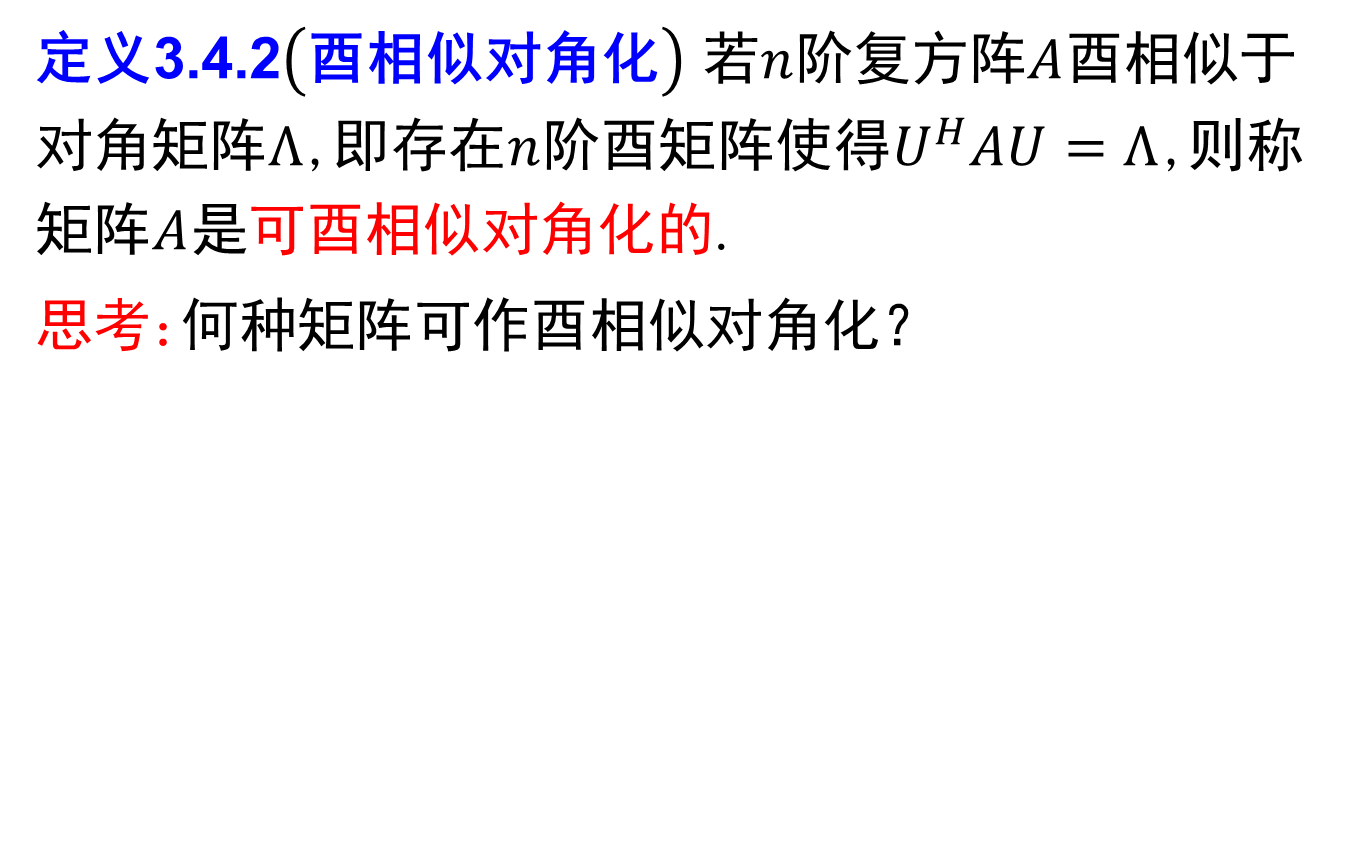 定义3.4.2(酉相似对角化) 若n阶复方阵A酉相似于
对角矩阵Λ, 即存在n阶酉矩阵使得U^H AU = Λ, 则称
矩阵A是可酉相似对角化的.
思考: 何种矩阵可作酉相似对角化?